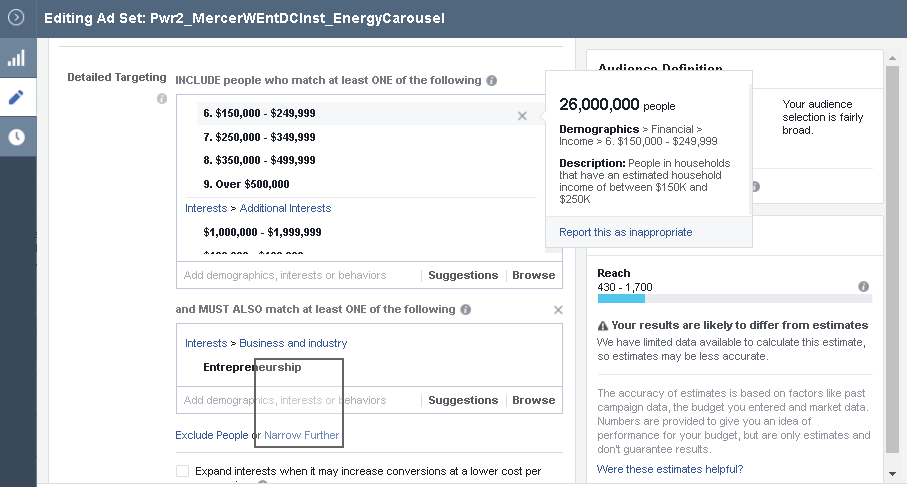 Editing Ad Set: Pwr2_MercerWEntDCInst_EnergyCarousel
Detailed Targeting
INCLUDE people who match at least ONE of the following
6. $150,000 - $249,999
7. $250,000 - $349,999
8. $350,000 - $499,999
9. Over $500,000
Interests > Additional Interests
$1,000,000 - $1,999,999
Add demographics, interests or behaviors
Suggestions
Browse
and MUST ALSO match at least ONE of the following
Interests > Business and industry
Entrepreneurship
Add demographics, interests or behaviors
Suggestions
Browse
Exclude People or Narrow Further
Expand interests when it may increase conversions at a lower cost per
26,000,000 people
Demographics > Financial >
Income > 6. $150,000 - $249,999
Description: People in households
that have an estimated household
income of between $150K and
$250K
Report this as inappropriate
Audience Definition
Your audience
selection is fairly
broad.
Reach
430 - 1,700
Your results are likely to differ from estimates
We have limited data available to calculate this estimate,
so estimates may be less accurate.
The accuracy of estimates is based on factors like past
campaign data, the budget you entered and market data.
Numbers are provided to give you an idea of
performance for your budget, but are only estimates and
don't guarantee results.
Were these estimates helpful?